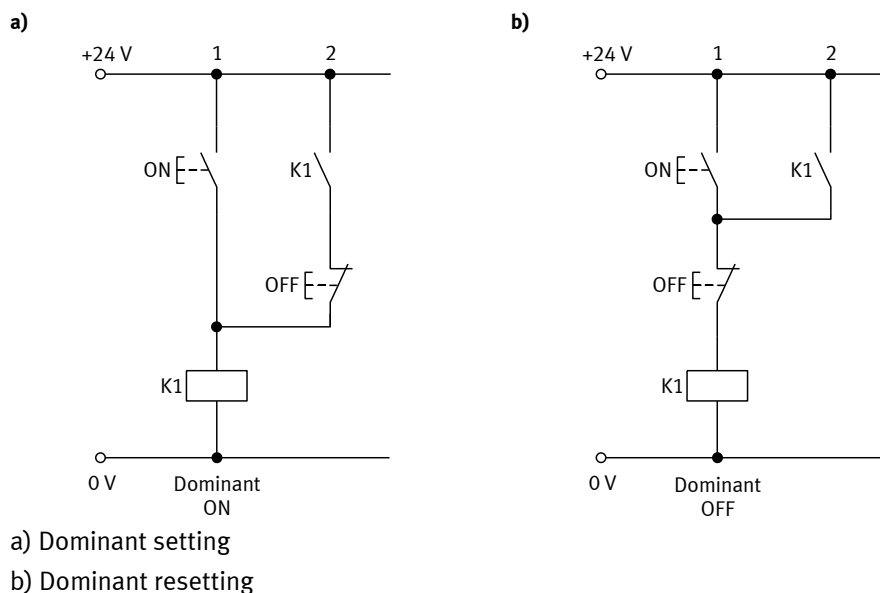 a)
+24 V
1
2
ON
K1
OFF
K1
0 V
Dominant
ON
b)
+24 V
1
2
ON
K1
OFF
K1
0 V
Dominant
OFF
a) Dominant setting
b) Dominant resetting